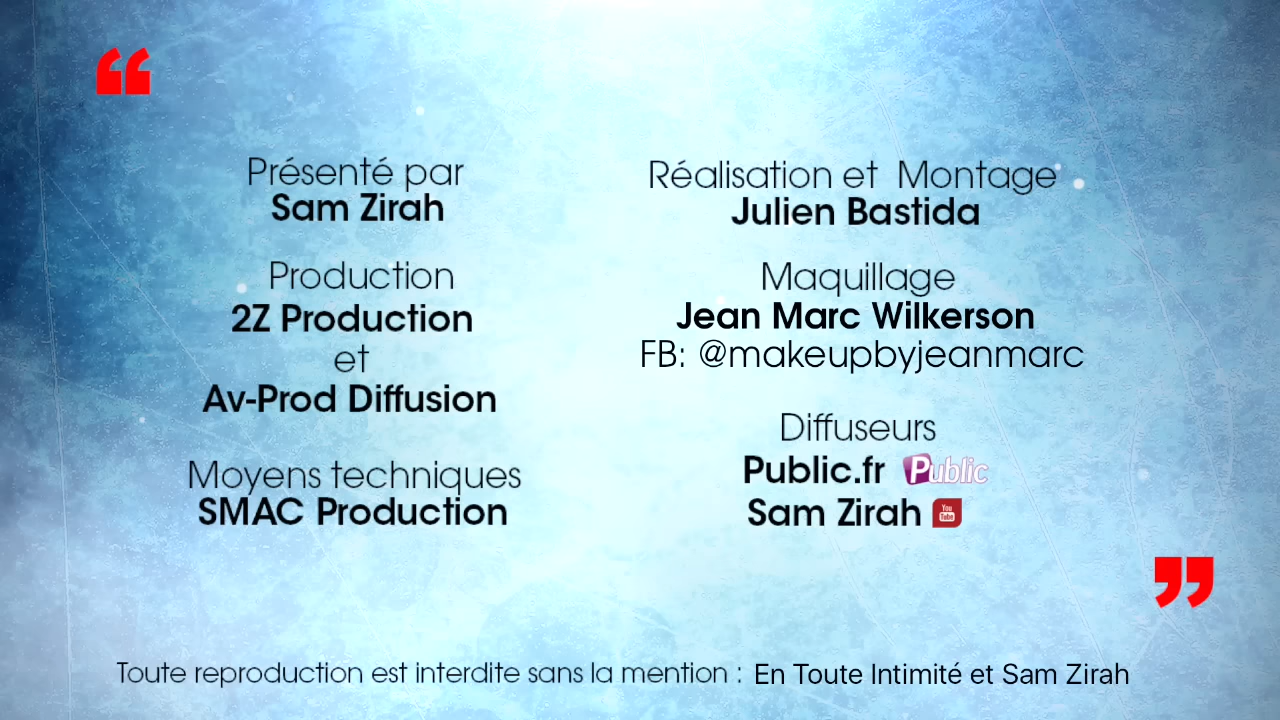 “
Présenté par
Sam Zirah
Production
2Z Production
et
Av-Prod Diffusion
Moyens techniques
SMAC Production
Réalisation et Montage
Julien Bastida
Maquillage
Jean Marc Wilkerson
FB: @makeupbyjeanmarc
Diffuseurs
Public.fr Public
Sam Zirah You Tube
”
Toute reproduction est interdite sans la mention : En Toute Intimité et Sam Zirah